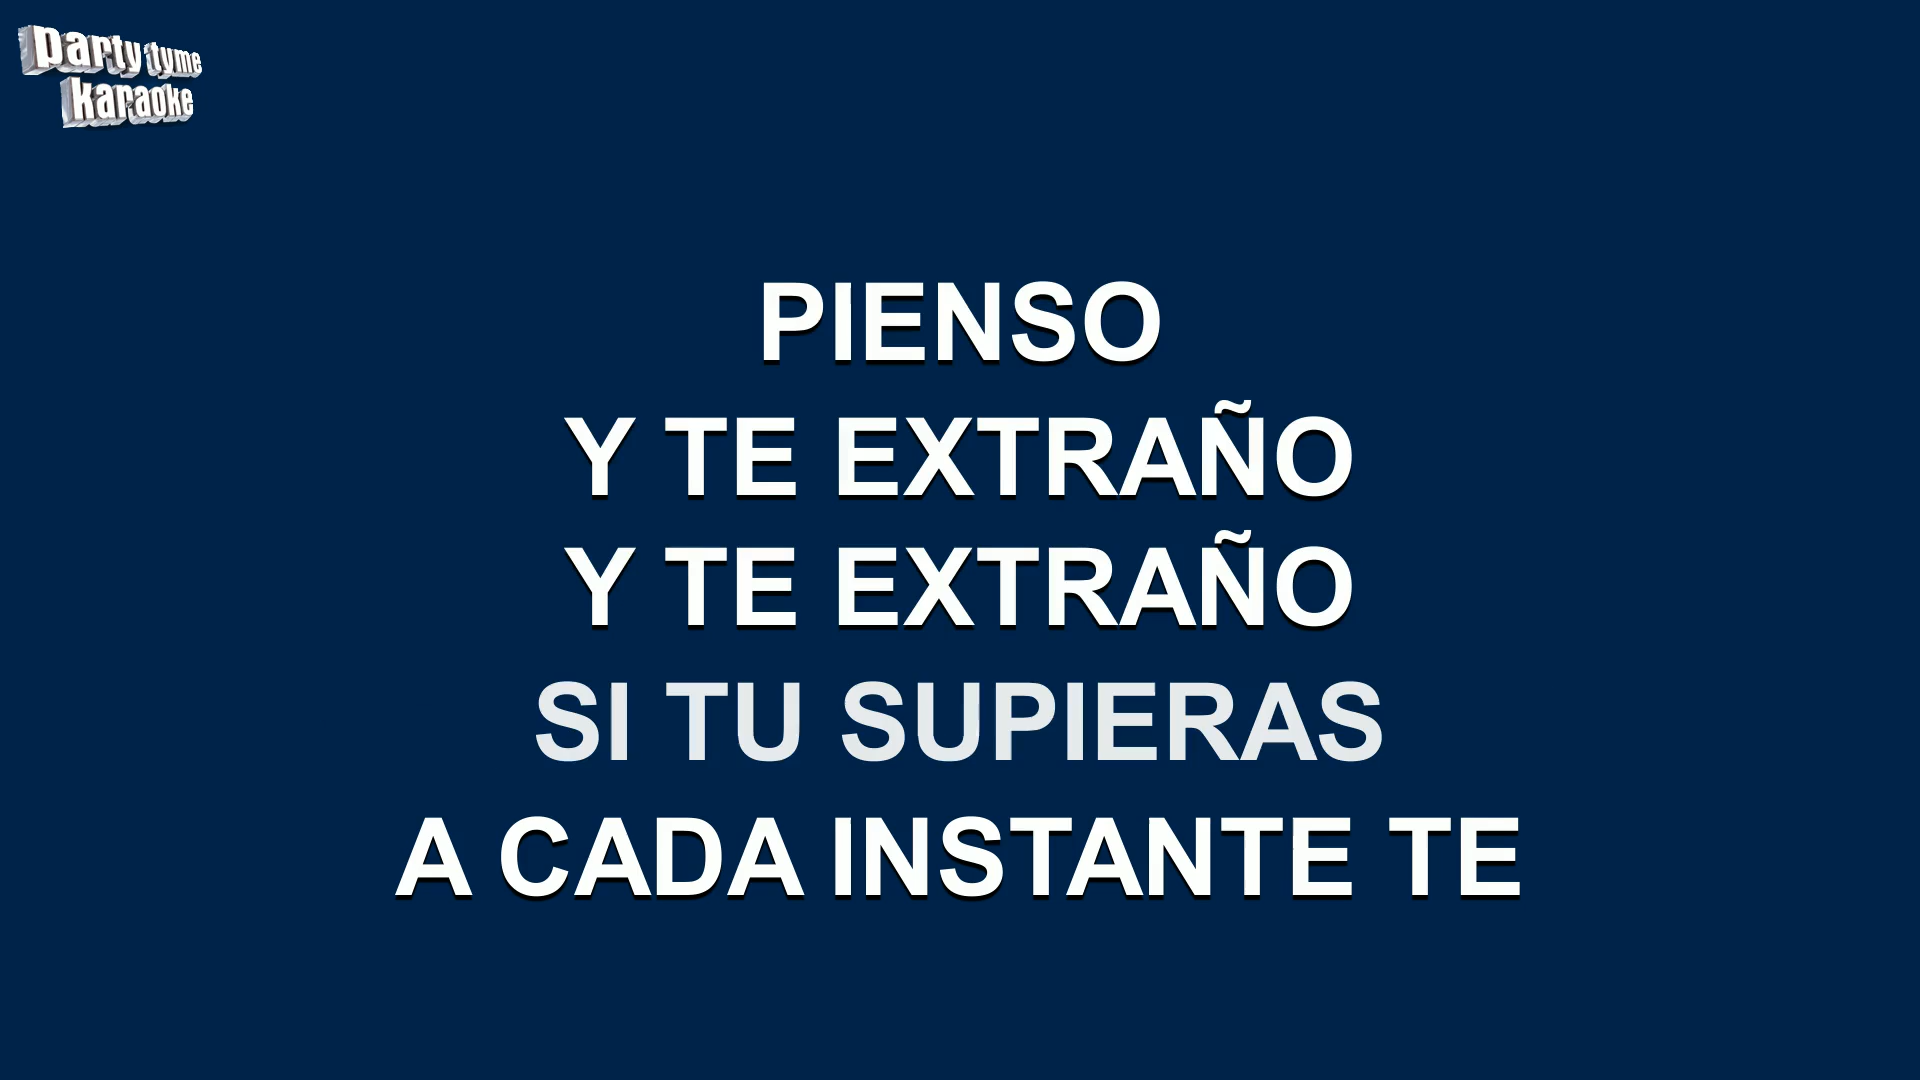 party tyme
karaoke
PIENSO
Y TE EXTRAÑO
Y TE EXTRAÑO
SI TU SUPIERAS
A CADA INSTANTE TE